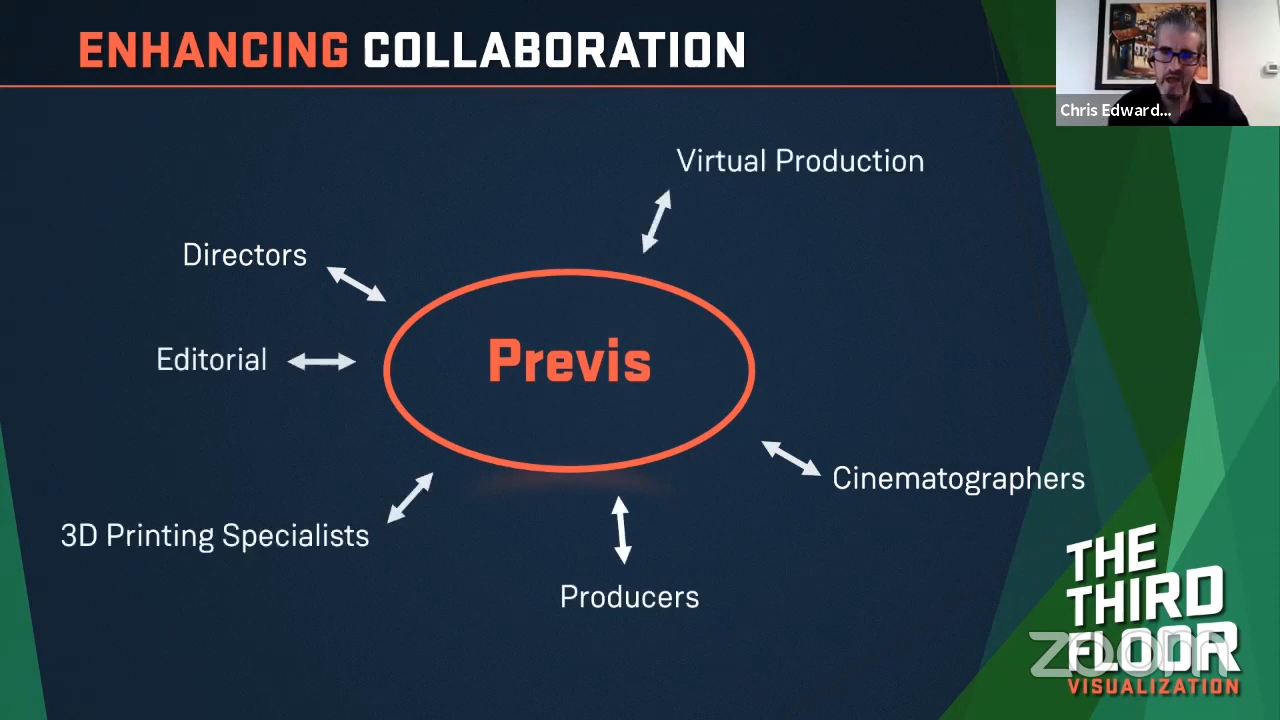 ENHANCING COLLABORATION
Chris Edward...
Virtual Production
Directors
Previs
Editorial
Cinematographers
3D Printing Specialists
Producers
THE
THIRD
FLOOR
zoom
VISUALIZATION